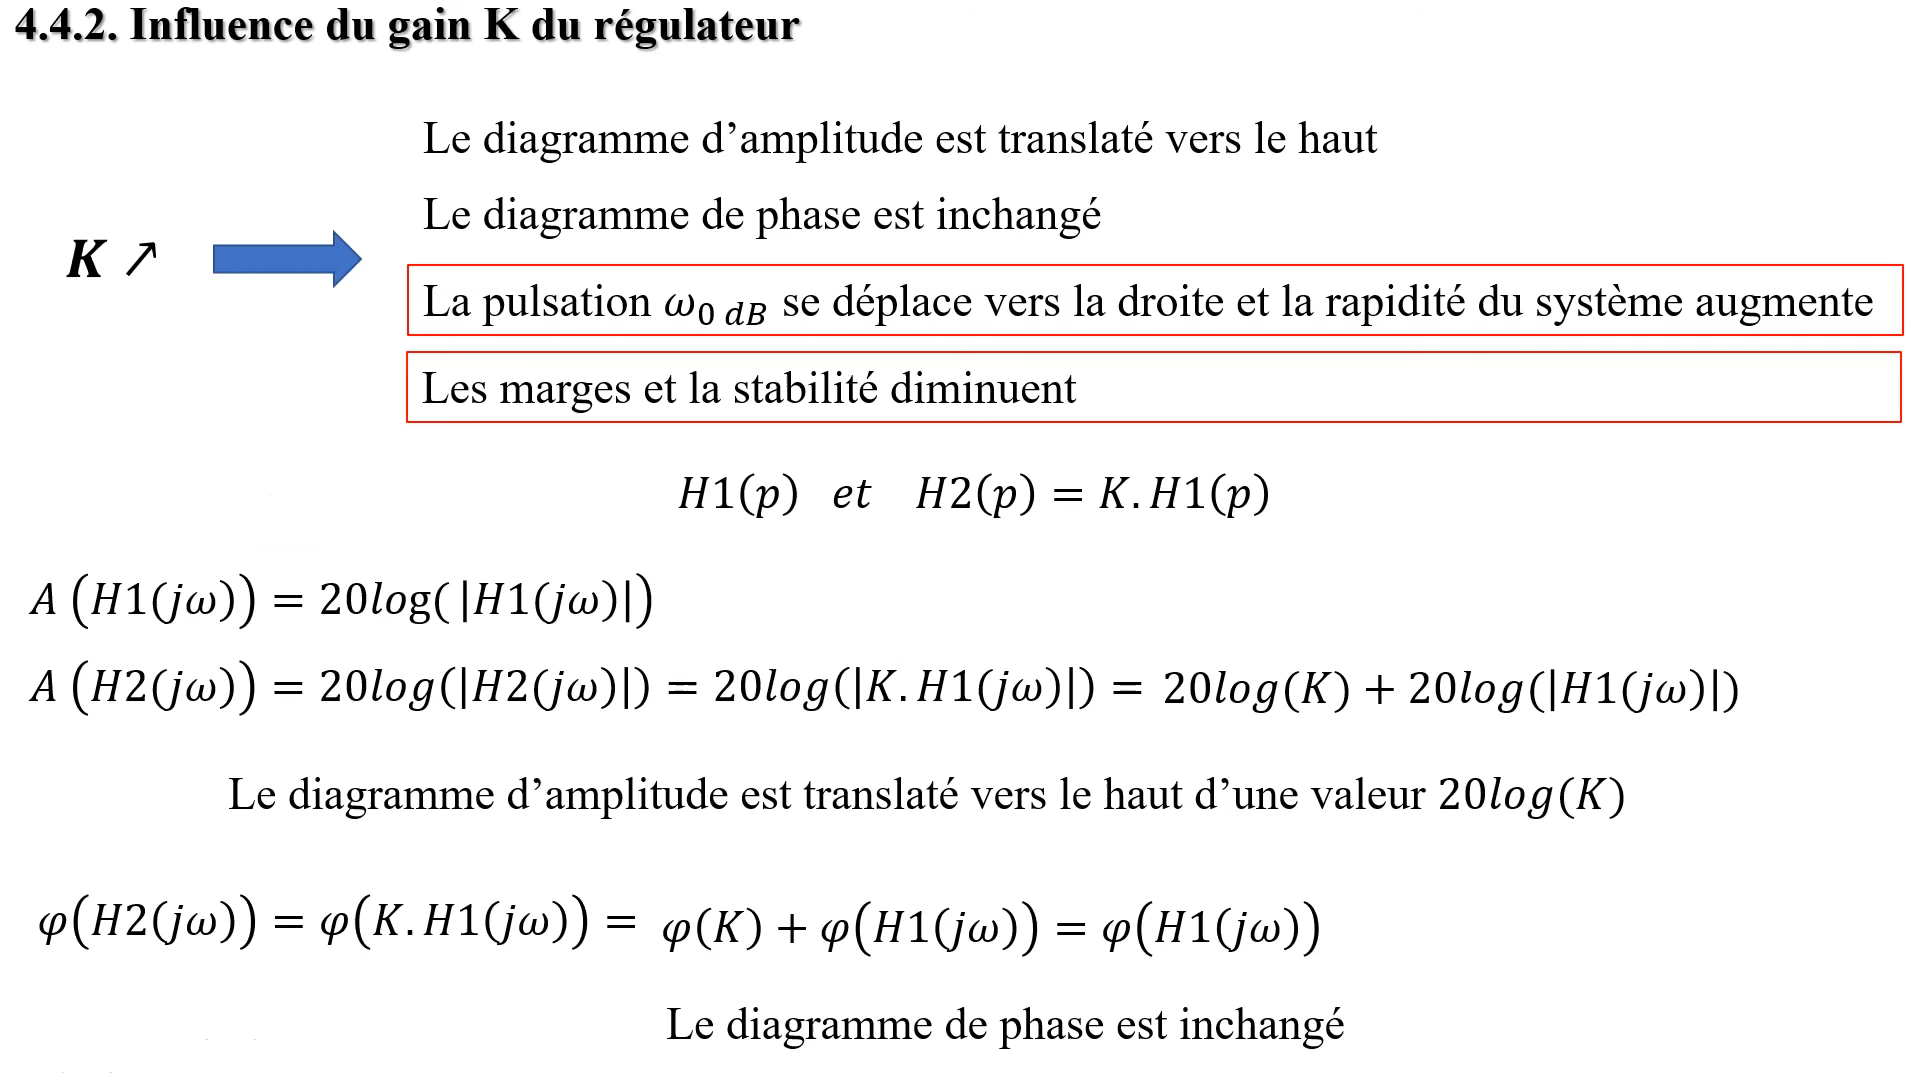 4.4.2. Influence du gain K du régulateur
Le diagramme d’amplitude est translaté vers le haut
Le diagramme de phase est inchangé
K ↗
La pulsation ω₀ dB se déplace vers la droite et la rapidité du système augmente
Les marges et la stabilité diminuent
H1(p) et H2(p) = K. H1(p)
A (H1(jω)) = 20log( |H1(jω)|)
A (H2(jω)) = 20log(|H2(jω)|) = 20log(|K. H1(jω)|) = 20log(K) + 20log(|H1(jω)|)
Le diagramme d’amplitude est translaté vers le haut d’une valeur 20log(K)
φ(H2(jω)) = φ(K. H1(jω)) = φ(K) + φ(H1(jω)) = φ(H1(jω))
Le diagramme de phase est inchangé